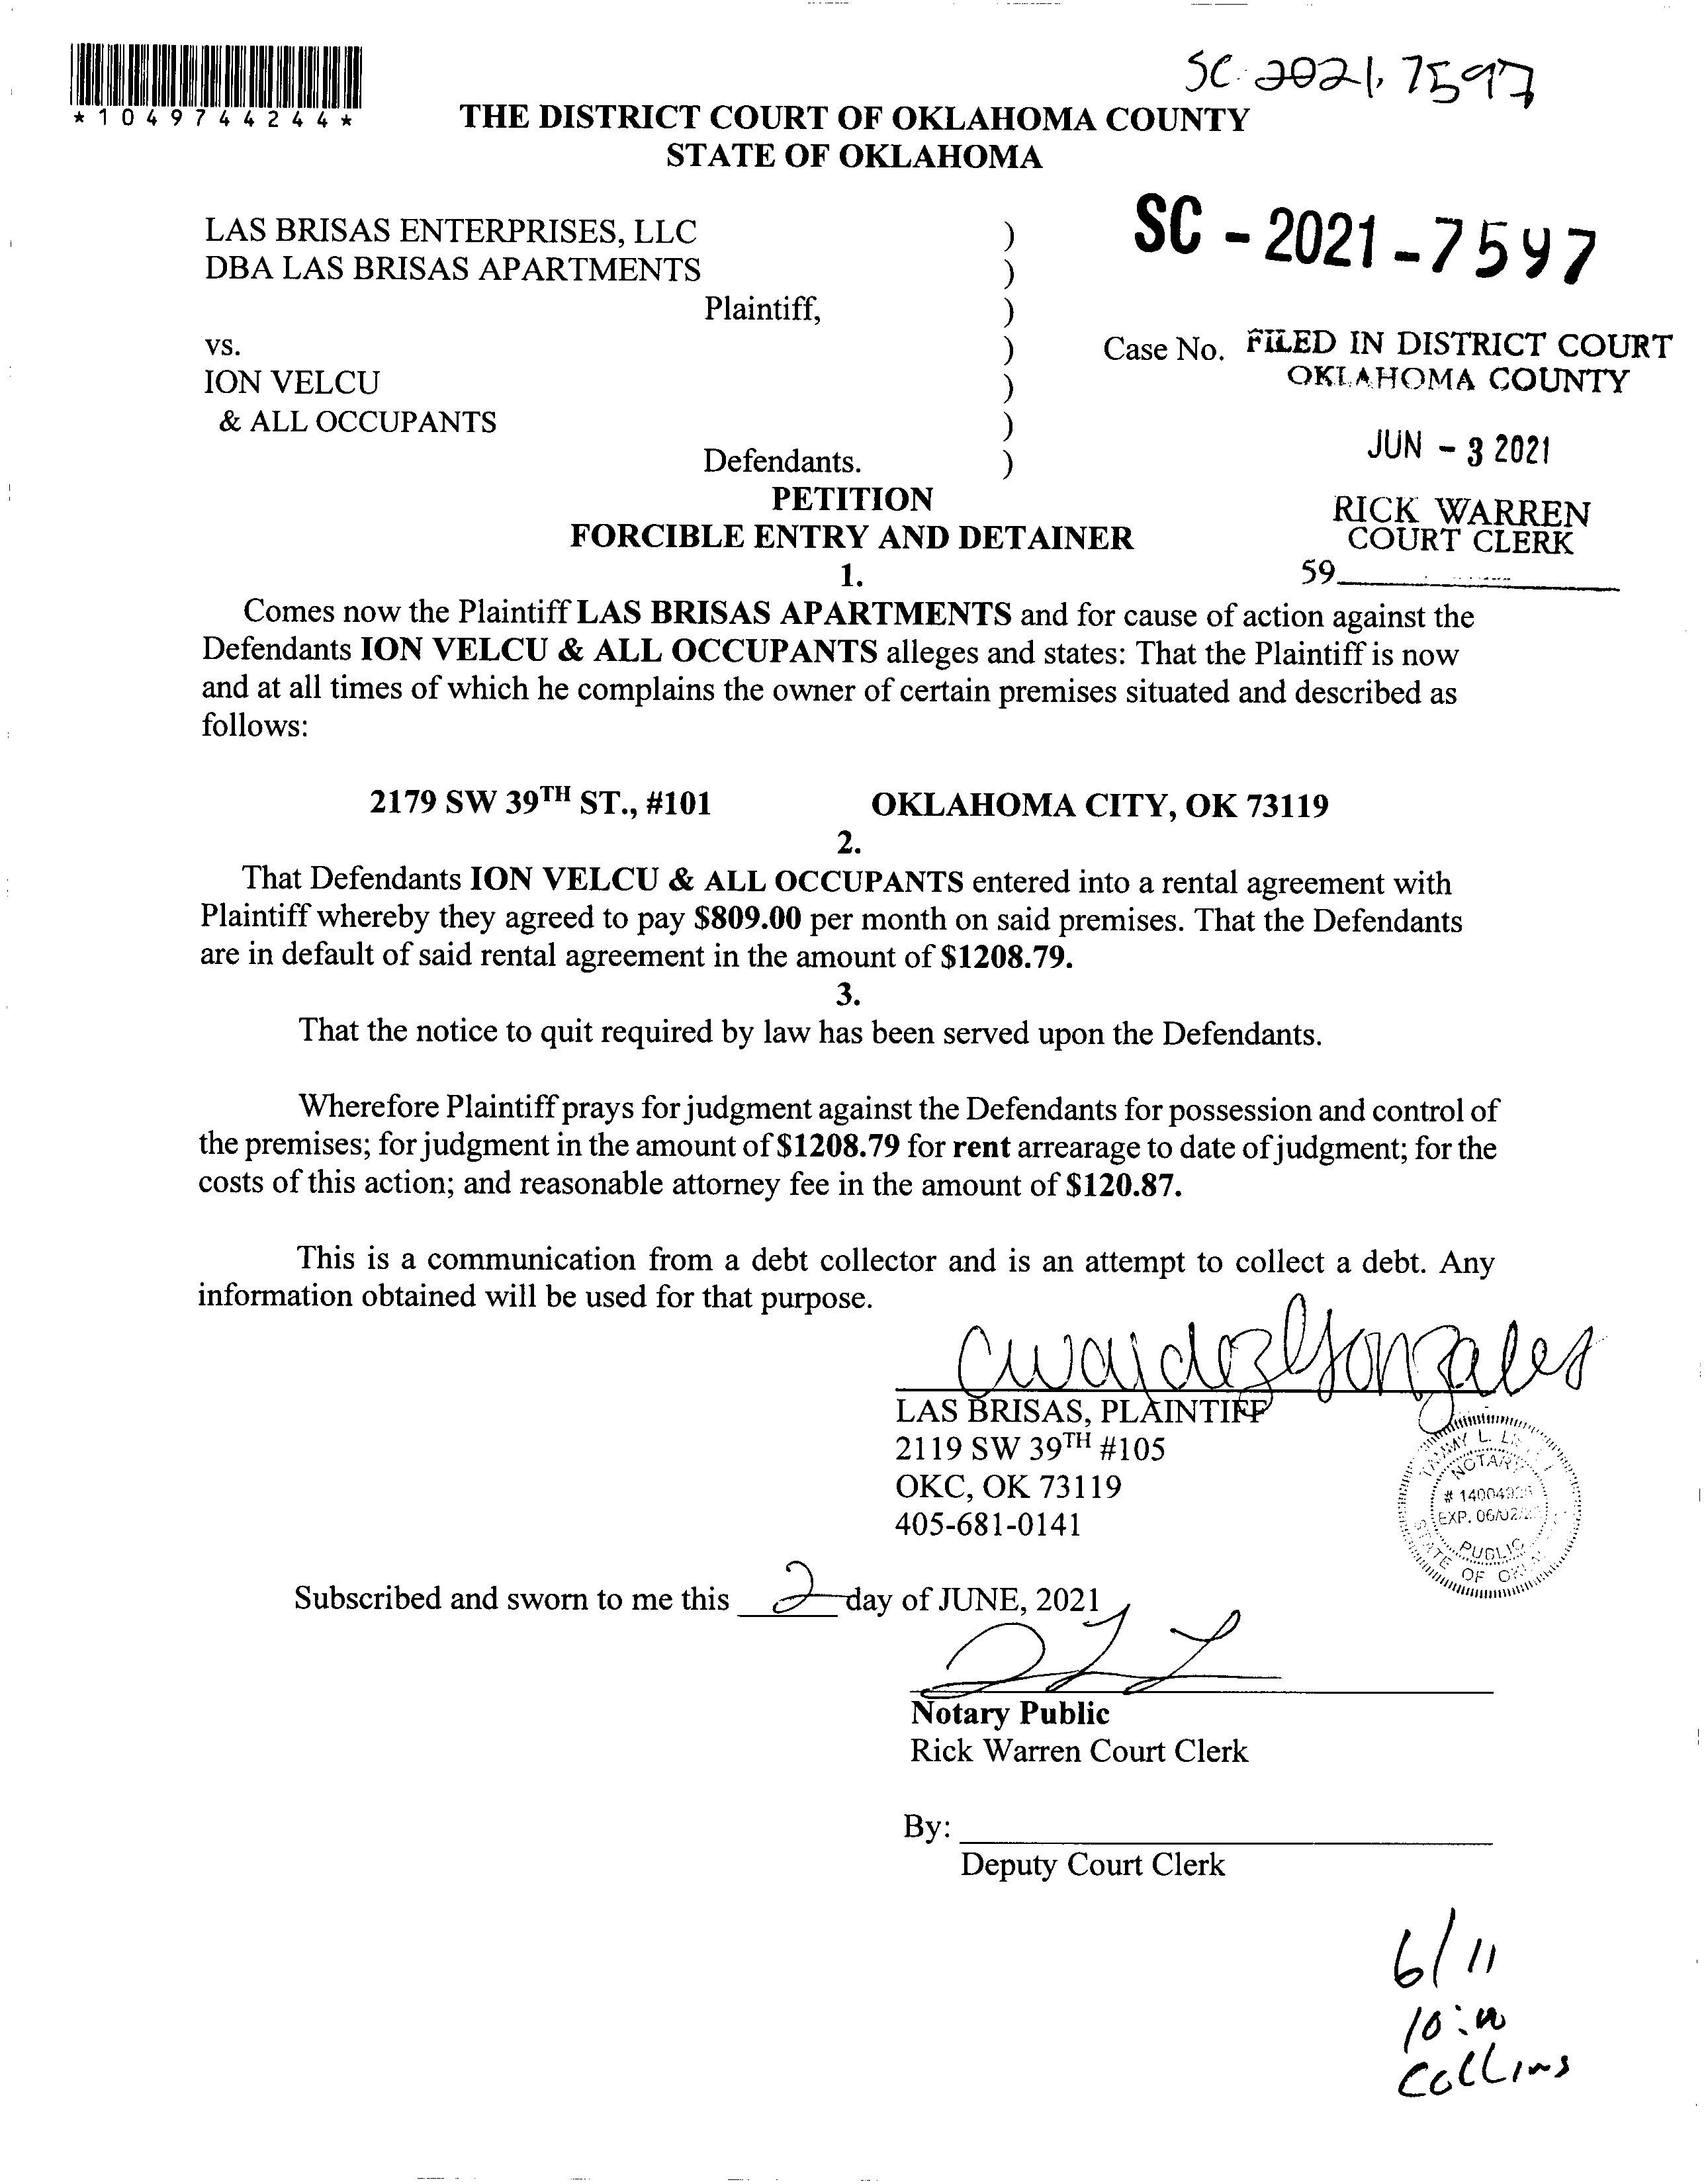 SC-2021-7597
*1049744244*
THE DISTRICT COURT OF OKLAHOMA COUNTY
STATE OF OKLAHOMA
SC - 2021 - 7597
LAS BRISAS ENTERPRISES, LLC )
DBA LAS BRISAS APARTMENTS )
Plaintiff, )
vs. ) Case No. FILED IN DISTRICT COURT
OKLAHOMA COUNTY
ION VELCU )
& ALL OCCUPANTS )
JUN - 3 2021
Defendants. )
PETITION
RICK WARREN
FORCIBLE ENTRY AND DETAINER
COURT CLERK
1.
59
Comes now the Plaintiff LAS BRISAS APARTMENTS and for cause of action against the
Defendants ION VELCU & ALL OCCUPANTS alleges and states: That the Plaintiff is now
and at all times of which he complains the owner of certain premises situated and described as
follows:
2179 SW 39TH ST., #101 OKLAHOMA CITY, OK 73119
2.
That Defendants ION VELCU & ALL OCCUPANTS entered into a rental agreement with
Plaintiff whereby they agreed to pay $809.00 per month on said premises. That the Defendants
are in default of said rental agreement in the amount of $1208.79.
3.
That the notice to quit required by law has been served upon the Defendants.
Wherefore Plaintiff prays for judgment against the Defendants for possession and control of
the premises; for judgment in the amount of $1208.79 for rent arrearage to date of judgment; for the
costs of this action; and reasonable attorney fee in the amount of $120.87.
This is a communication from a debt collector and is an attempt to collect a debt. Any
information obtained will be used for that purpose.
LAS BRISAS, PLAINTIFF
2119 SW 39TH #105
OKC, OK 73119
405-681-0141
TAMMY L.
NOTARY
EXP. 06/02/
PUBLIC
STATE OF
Subscribed and sworn to me this 2 day of JUNE, 2021
Notary Public
Rick Warren Court Clerk
By:
Deputy Court Clerk
6/11
10:00
Collins